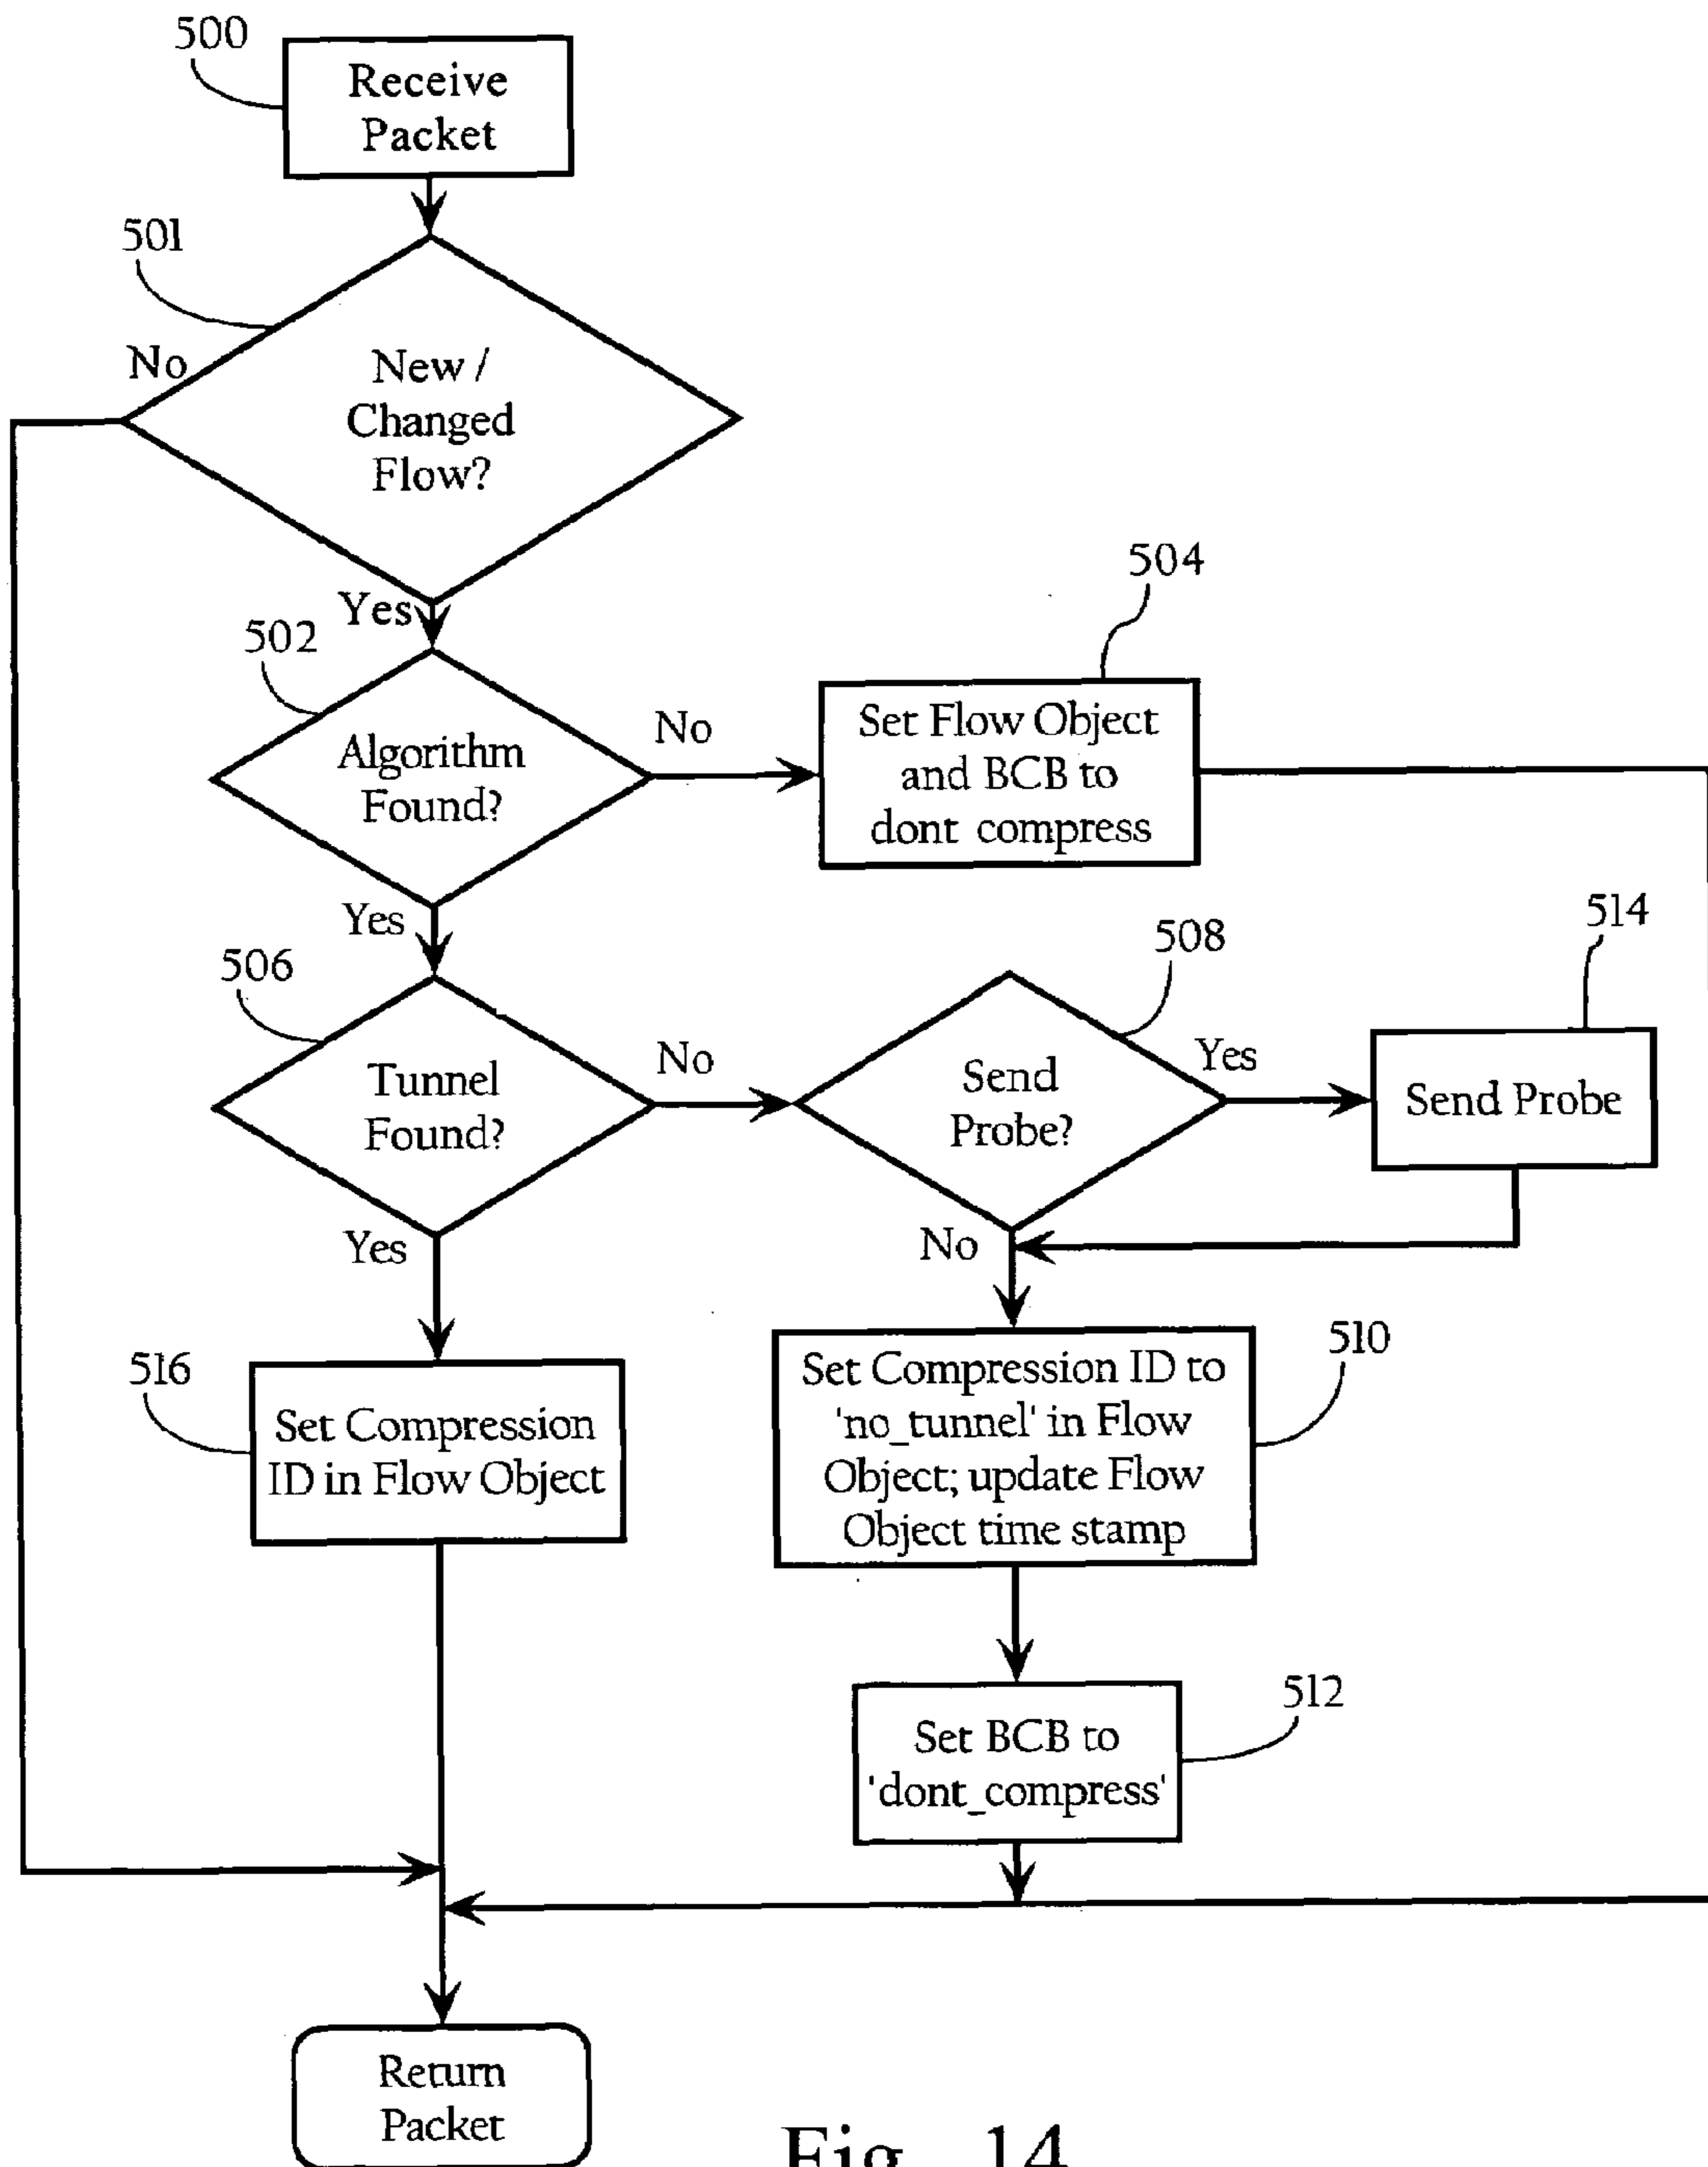 500
Receive
Packet
501
No
New /
Changed
Flow?
Yes
502
Algorithm
Found?
No
504
Set Flow Object
and BCB to
dont compress
Yes
506
Tunnel
Found?
No
508
Send
Probe?
Yes
514
Send Probe
Yes
No
516
Set Compression
ID in Flow Object
510
Set Compression ID to
'no_tunnel' in Flow
Object; update Flow
Object time stamp
512
Set BCB to
'dont_compress'
Return
Packet
Fig. 14